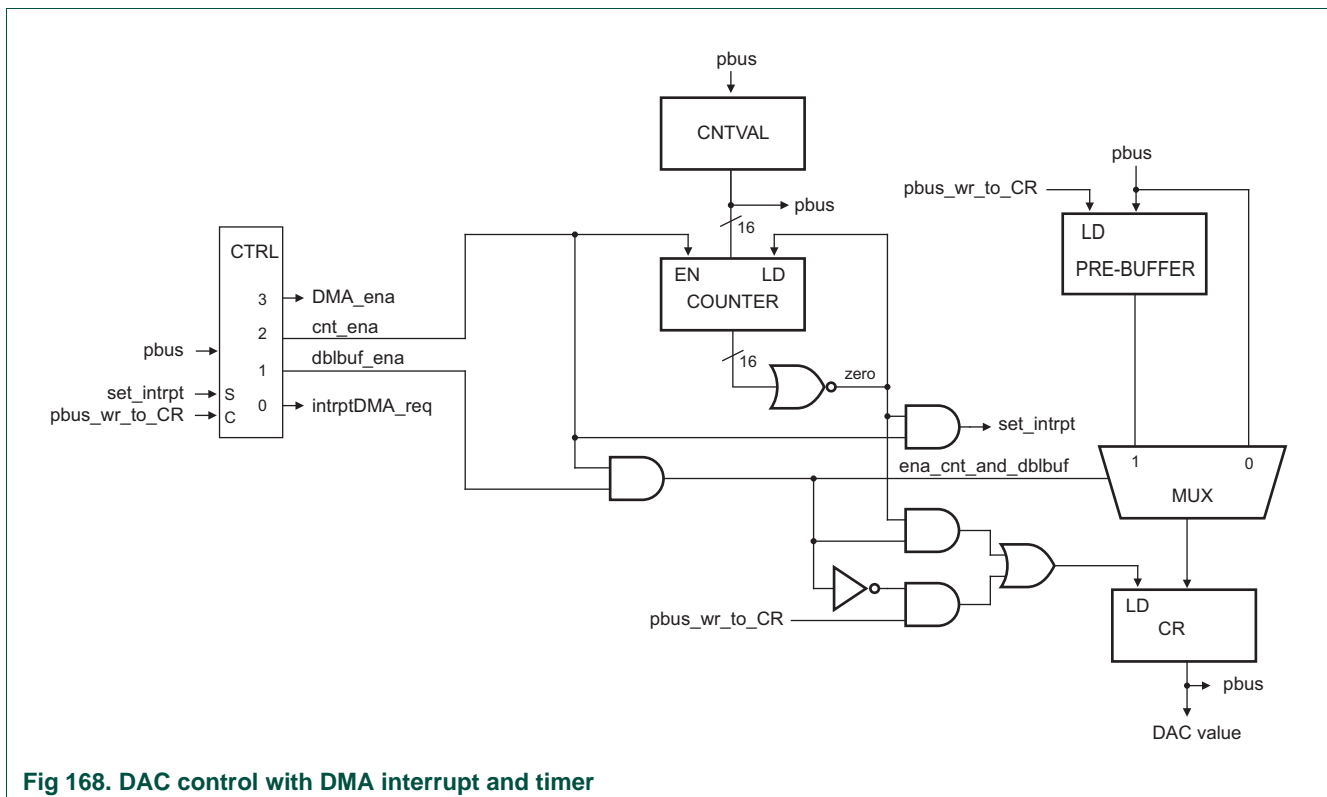 pbus
CNTVAL
pbus
16
pbus
pbus_wr_to_CR
LD
PRE-BUFFER
CTRL
3
DMA_ena
2
cnt_ena
1
dblbuf_ena
0
intrptDMA_req
pbus
set_intrpt
S
pbus_wr_to_CR
C
EN
LD
COUNTER
16
zero
set_intrpt
ena_cnt_and_dblbuf
1
0
MUX
pbus_wr_to_CR
LD
CR
pbus
DAC value
Fig 168. DAC control with DMA interrupt and timer